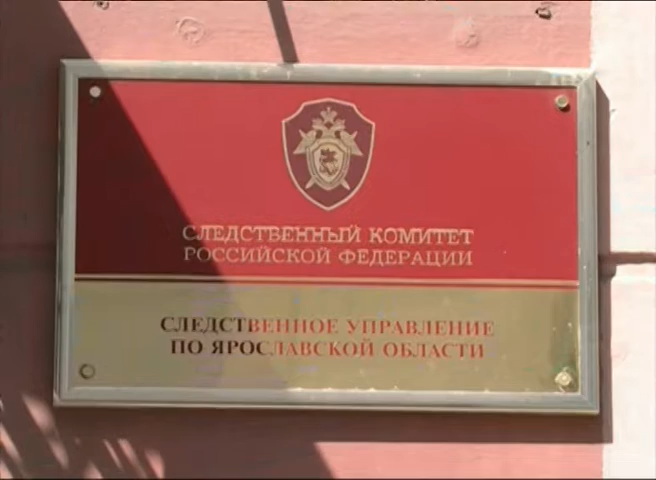 СЛЕДСТВЕННЫЙ КОМИТЕТ
РОССИЙСКОЙ ФЕДЕРАЦИИ
СЛЕДСТВЕННОЕ УПРАВЛЕНИЕ
ПО ЯРОСЛАВСКОЙ ОБЛАСТИ